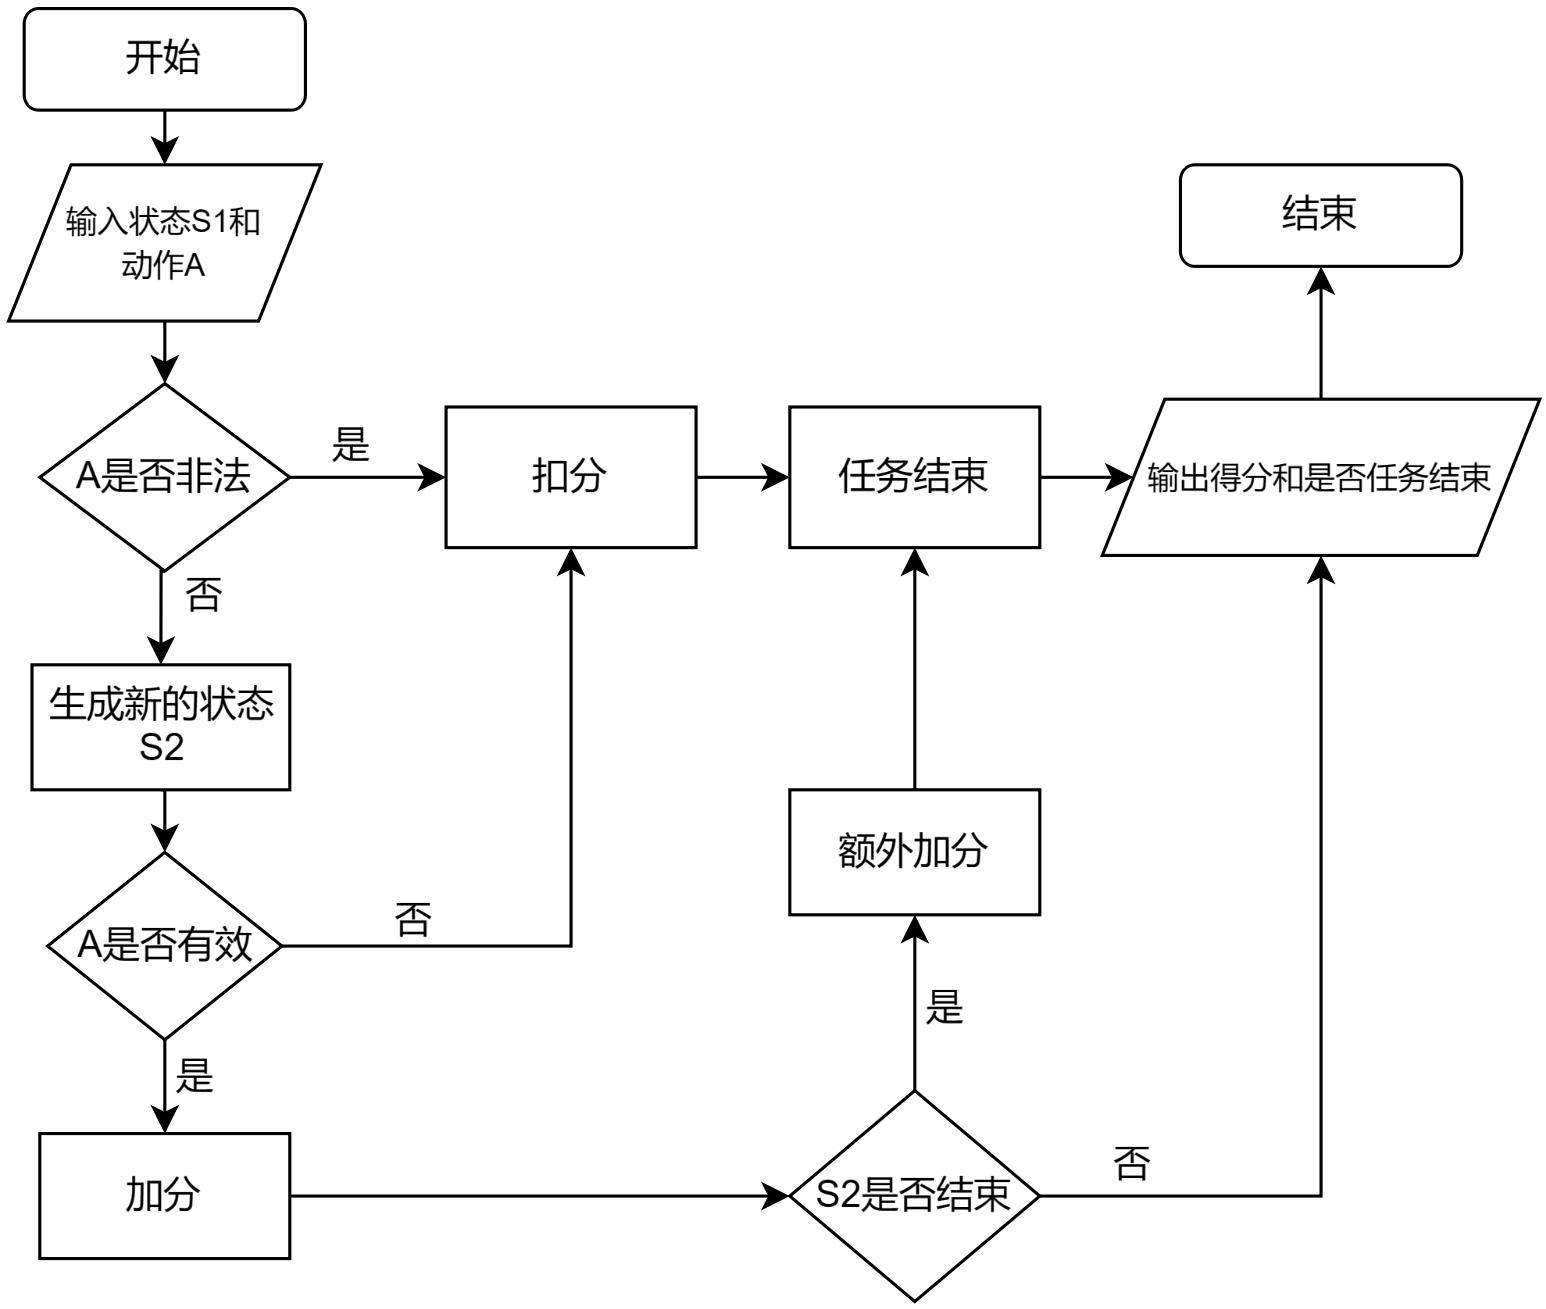 开始
输入状态S1和
动作A
结束
A是否非法
是
扣分
任务结束
输出得分和是否任务结束
否
生成新的状态
S2
额外加分
A是否有效
否
是
是
加分
S2是否结束
否